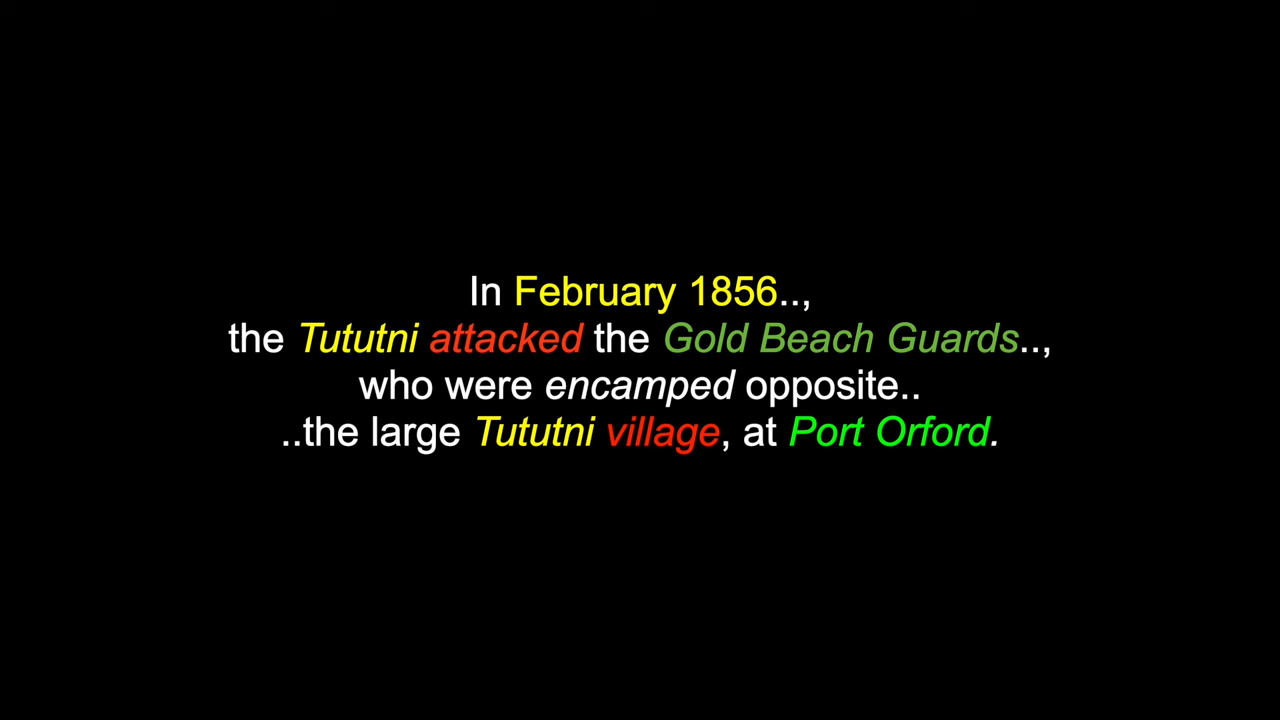 In February 1856..,
the Tututni attacked the Gold Beach Guards..,
who were encamped opposite..
..the large Tututni village, at Port Orford.